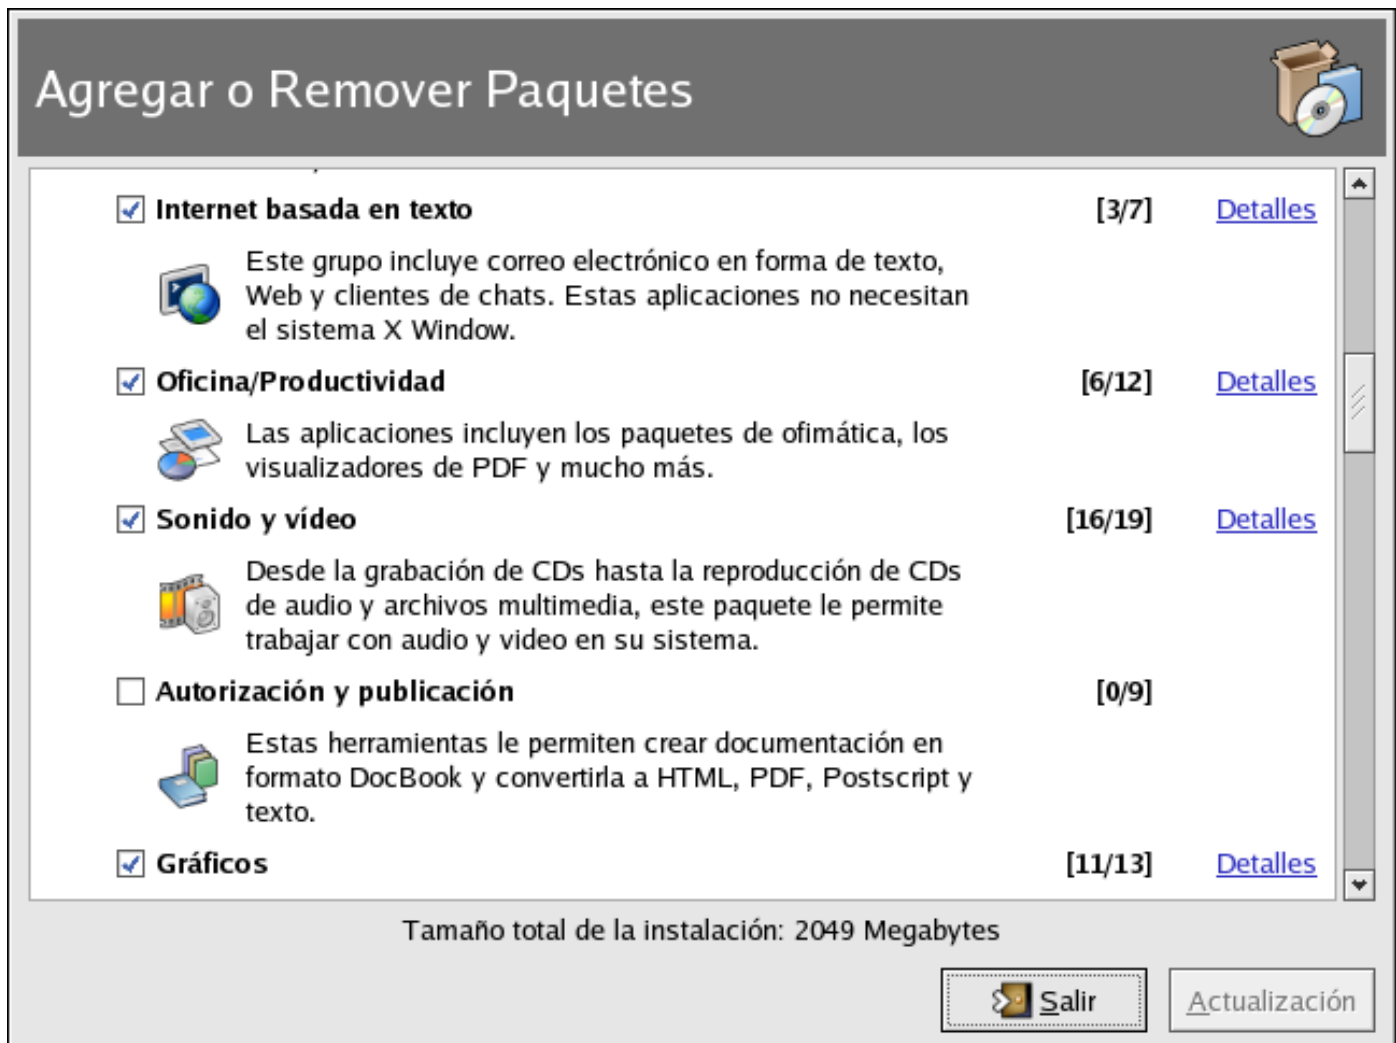 Agregar o Remover Paquetes
Internet basada en texto [3/7] Detalles
Este grupo incluye correo electrónico en forma de texto,
Web y clientes de chats. Estas aplicaciones no necesitan
el sistema X Window.
Oficina/Productividad [6/12] Detalles
Las aplicaciones incluyen los paquetes de ofimática, los
visualizadores de PDF y mucho más.
Sonido y vídeo [16/19] Detalles
Desde la grabación de CDs hasta la reproducción de CDs
de audio y archivos multimedia, este paquete le permite
trabajar con audio y video en su sistema.
Autorización y publicación [0/9]
Estas herramientas le permiten crear documentación en
formato DocBook y convertirla a HTML, PDF, Postscript y
texto.
Gráficos [11/13] Detalles
Tamaño total de la instalación: 2049 Megabytes
Salir Actualización